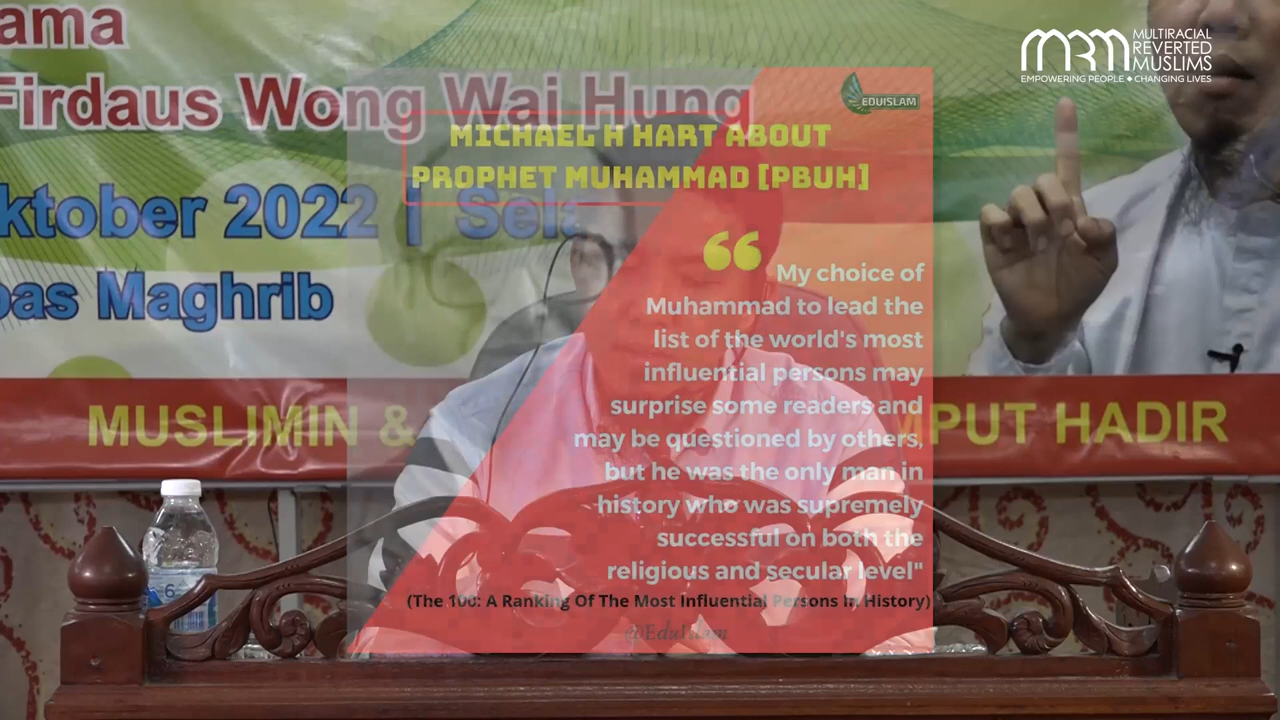 ama
Firdaus Wong Wai Hung
ktober 2022 |
Maghrib
MUSLIMIN &
PUT HADIR
MRM
MULTIRACIAL
REVERTED
MUSLIMS
EMPOWERING PEOPLE ◆ CHANGING LIVES
EDUISLAM
MICHAEL H HART ABOUT
PROPHET MUHAMMAD [PBUH]
“
My choice of
Muhammad to lead the
list of the world's most
influential persons may
surprise some readers and
may be questioned by others,
but he was the only man in
history who was supremely
successful on both the
religious and secular level"
(The 100: A Ranking Of The Most Influential Persons In History)
@EduIslam